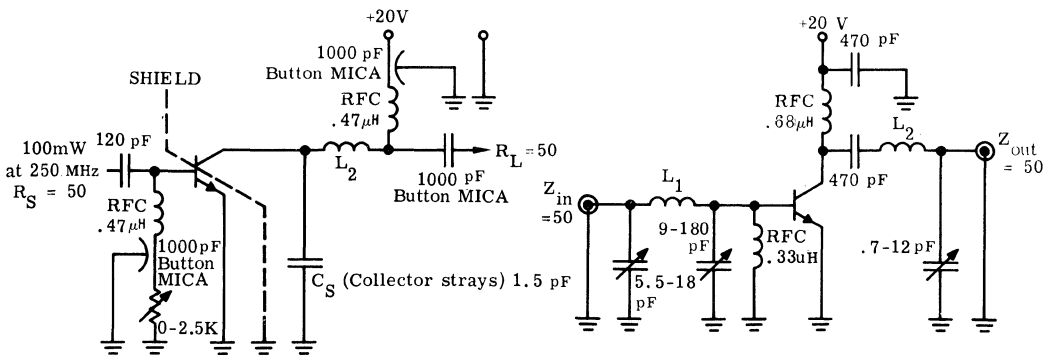 +20V
1000 pF
Button MICA
SHIELD
RFC
.47μH
120 pF
100mW
at 250 MHz
R_S = 50
L_2
R_L=50
1000 pF
Button MICA
RFC
.47μH
1000pF
Button
MICA
0-2.5K
C_S (Collector strays) 1.5 pF
+20 V
470 pF
RFC
.68μH
L_2
Z_out
= 50
470 pF
L_1
Z_in
=50
9-180
pF
RFC
.33uH
5.5-18
pF
.7-12pF